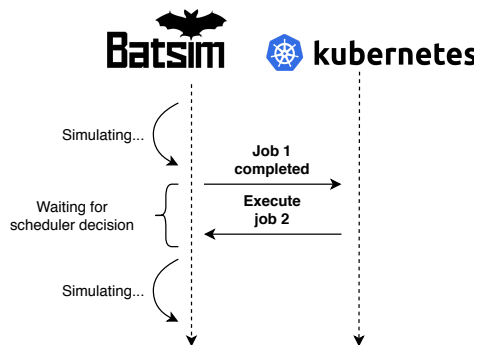 Batsim
kubernetes
Simulating...
Job 1
completed
Waiting for
scheduler decision
Execute
job 2
Simulating...